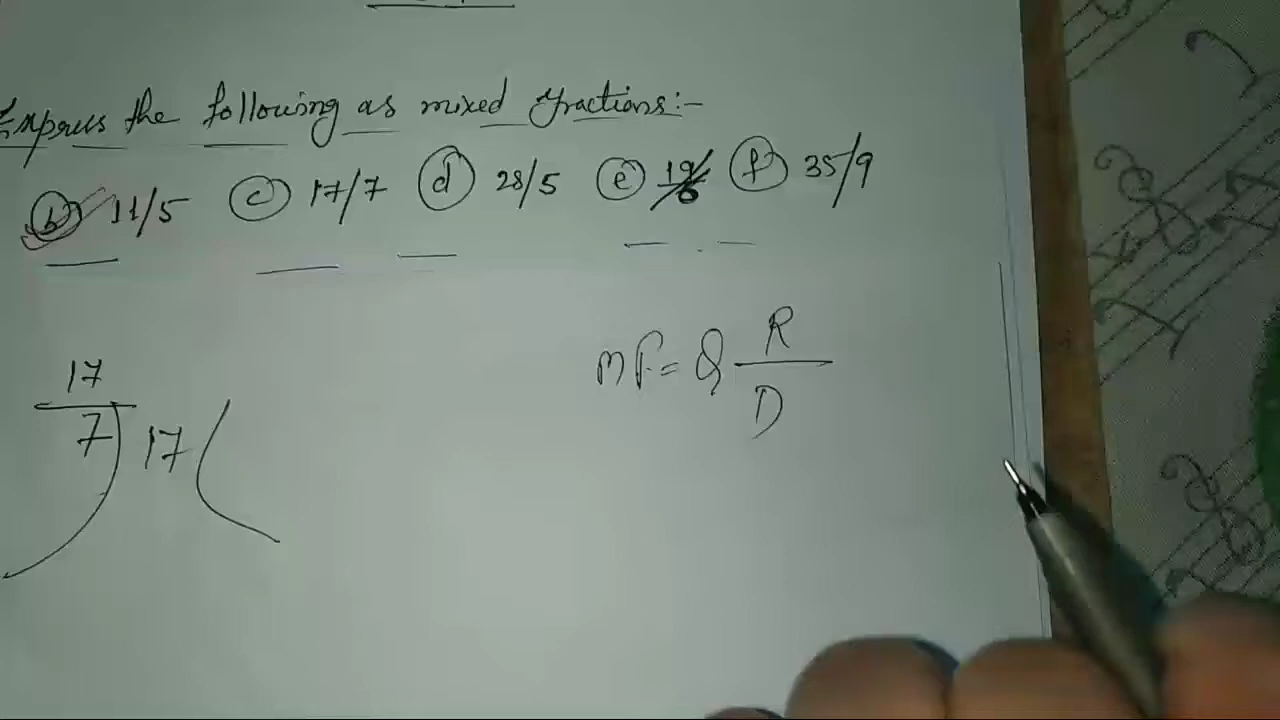 Express the following as mixed fractions:-
(b) 11/5 (c) 17/7 (d) 28/5 (e) (f) 35/9
17
7) 17 (
MF = Q R/D